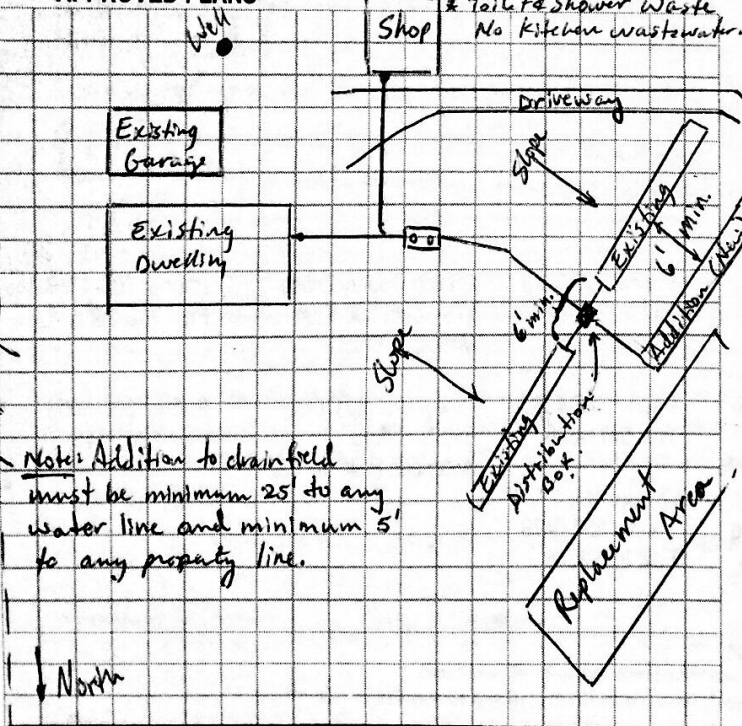 APPROVED PLANS
Well
Shop
* Toilet & Shower Waste
No Kitchen wastewater.
Driveway
Existing
Garage
Slope
Existing
6' min.
Addition (New)
Existing
Dwelling
6' min.
Slope
Existing
Distribution
Box
Replacement
Area
Note: Addition to drainfield
must be minimum 25' to any
water line and minimum 5'
to any property line.
North